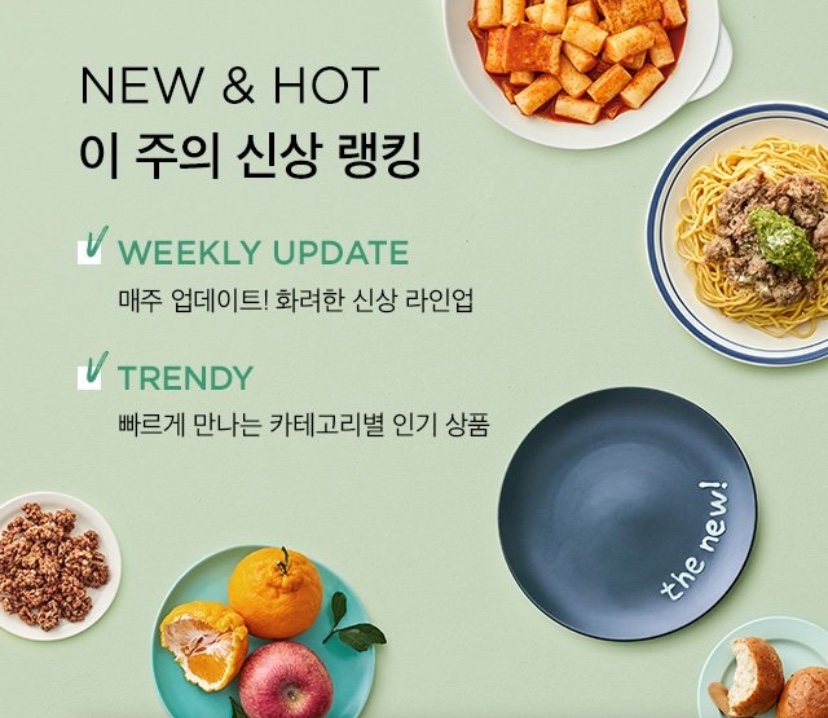 NEW & HOT
이 주의 신상 랭킹
WEEKLY UPDATE
매주 업데이트! 화려한 신상 라인업
TRENDY
빠르게 만나는 카테고리별 인기 상품
the new!